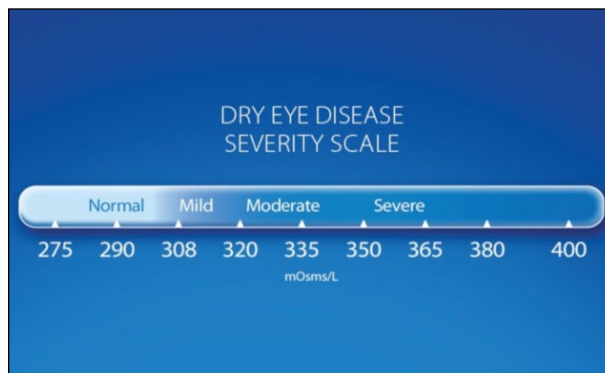 DRY EYE DISEASE
SEVERITY SCALE
Normal Mild Moderate Severe
275 290 308 320 335 350 365 380 400
mOsms/L